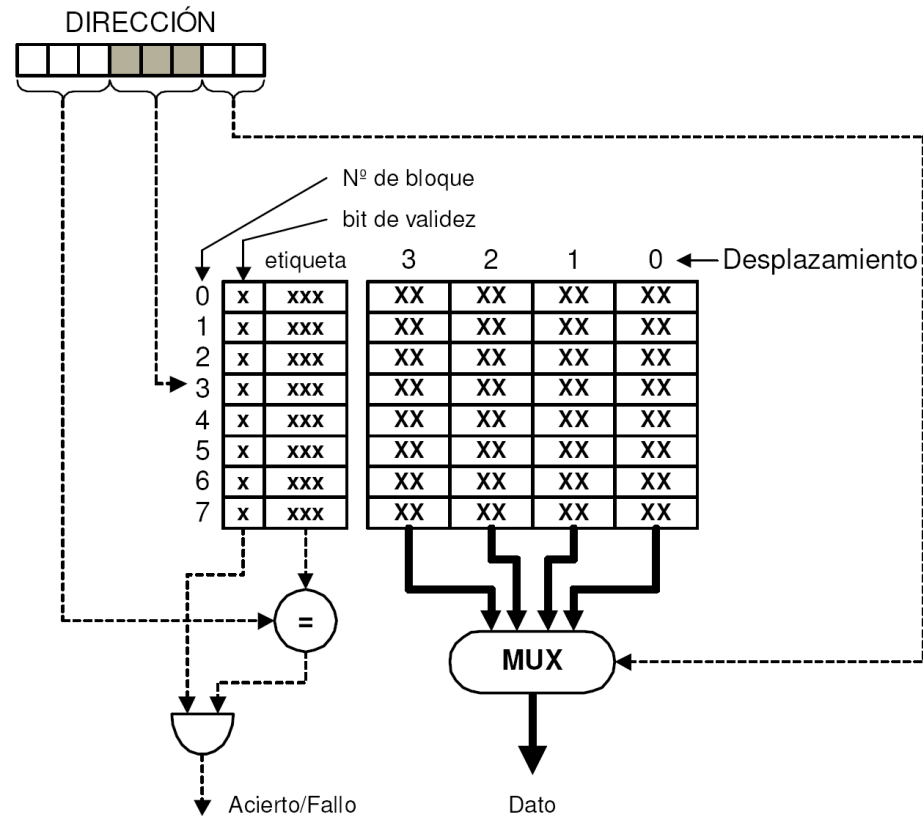 DIRECCIÓN
Nº de bloque
bit de validez
etiqueta 3 2 1 0 Desplazamiento
0 x xxx XX XX XX XX
1 x xxx XX XX XX XX
2 x xxx XX XX XX XX
3 x xxx XX XX XX XX
4 x xxx XX XX XX XX
5 x xxx XX XX XX XX
6 x xxx XX XX XX XX
7 x xxx XX XX XX XX
=
MUX
Acierto/Fallo
Dato